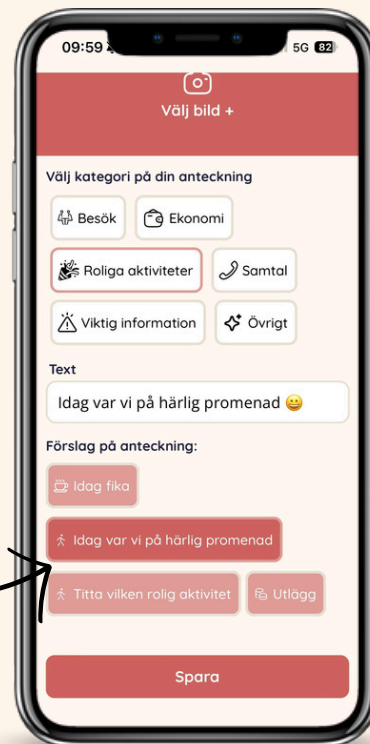 09:59
5G 82
Välj bild +
Välj kategori på din anteckning
Besök
Ekonomi
Roliga aktiviteter
Samtal
Viktig information
Övrigt
Text
Idag var vi på härlig promenad 😀
Förslag på anteckning:
Idag fika
Idag var vi på härlig promenad
Titta vilken rolig aktivitet
Utlägg
Spara